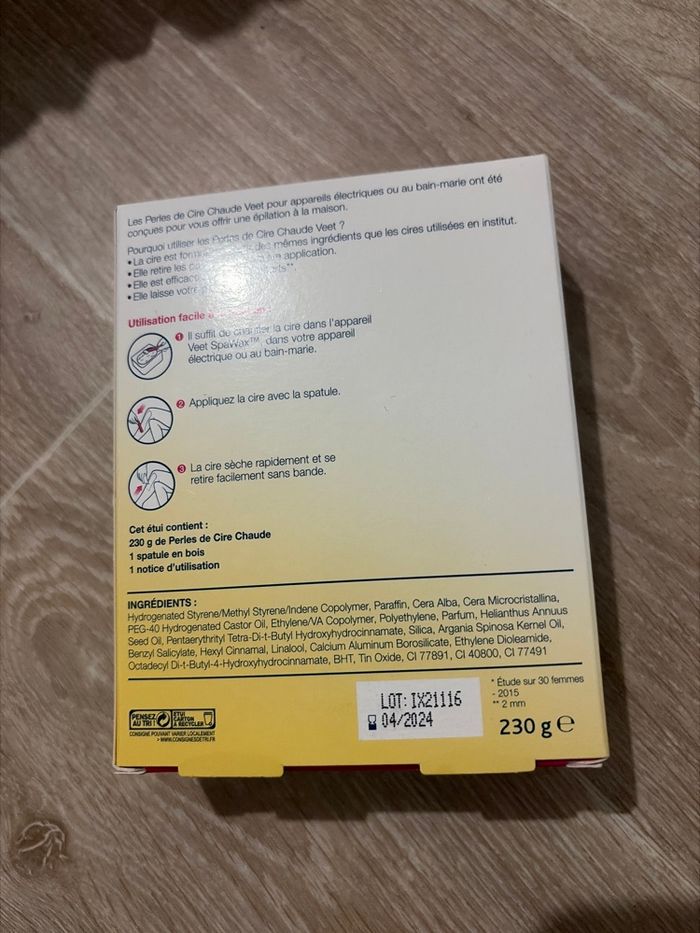 Les Perles de Cire Chaude Veet pour appareils électriques ou au bain-marie ont été
conçues pour vous offrir une épilation à la maison.
Pourquoi utiliser les Perles de Cire Chaude Veet ?
• La cire est des mêmes ingrédients que les cires utilisées en institut.
• Elle retire les application.
• Elle est efficace
• Elle laisse votre
Utilisation facile
1 Il suffit de chauffer la cire dans l'appareil
Veet SpaWax™, dans votre appareil
électrique ou au bain-marie.
2 Appliquez la cire avec la spatule.
3 La cire sèche rapidement et se
retire facilement sans bande.
Cet étui contient :
230 g de Perles de Cire Chaude
1 spatule en bois
1 notice d'utilisation
INGRÉDIENTS :
Hydrogenated Styrene/Methyl Styrene/Indene Copolymer, Paraffin, Cera Alba, Cera Microcristallina,
PEG-40 Hydrogenated Castor Oil, Ethylene/VA Copolymer, Polyethylene, Parfum, Helianthus Annuus
Seed Oil, Pentaerythrityl Tetra-Di-t-Butyl Hydroxyhydrocinnamate, Silica, Argania Spinosa Kernel Oil,
Benzyl Salicylate, Hexyl Cinnamal, Linalool, Calcium Aluminum Borosilicate, Ethylene Dioleamide,
Octadecyl Di-t-Butyl-4-Hydroxyhydrocinnamate, BHT, Tin Oxide, CI 77891, CI 40800, CI 77491
* Étude sur 30 femmes
- 2015
** 2 mm
LOT: IX21116
04/2024
230 g e
PENSEZ
AU TRI !
ÉTUI
CARTON
À RECYCLER
CONSIGNE POUVANT VARIER LOCALEMENT
> WWW.CONSIGNESDETRI.FR